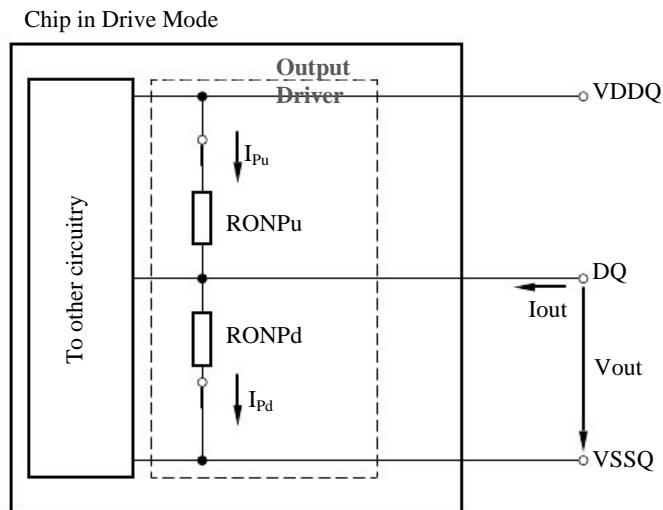 Chip in Drive Mode
Output
Driver
VDDQ
IPu
RONPu
To other circuitry
DQ
Iout
RONPd
Vout
IPd
VSSQ